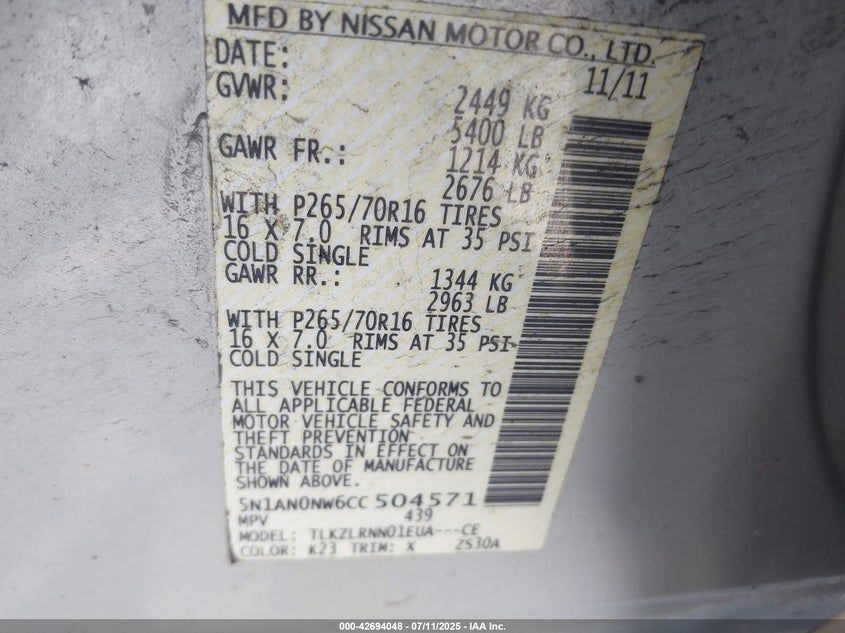 MFD BY NISSAN MOTOR CO., LTD.
DATE: 11/11
GVWR: 2449 KG
5400 LB
GAWR FR.: 1214 KG
2676 LB
WITH P265/70R16 TIRES
16 X 7.0 RIMS AT 35 PSI
COLD SINGLE
GAWR RR.: 1344 KG
2963 LB
WITH P265/70R16 TIRES
16 X 7.0 RIMS AT 35 PSI
COLD SINGLE
THIS VEHICLE CONFORMS TO
ALL APPLICABLE FEDERAL
MOTOR VEHICLE SAFETY AND
THEFT PREVENTION
STANDARDS IN EFFECT ON
THE DATE OF MANUFACTURE
SHOWN ABOVE.
5N1AN0NW6CC504571
MPV 439
MODEL: TLKZLRNN01EUA---CE
COLOR: K23 TRIM: X ZS30A
000-42694048 - 07/11/2025 - IAA Inc.